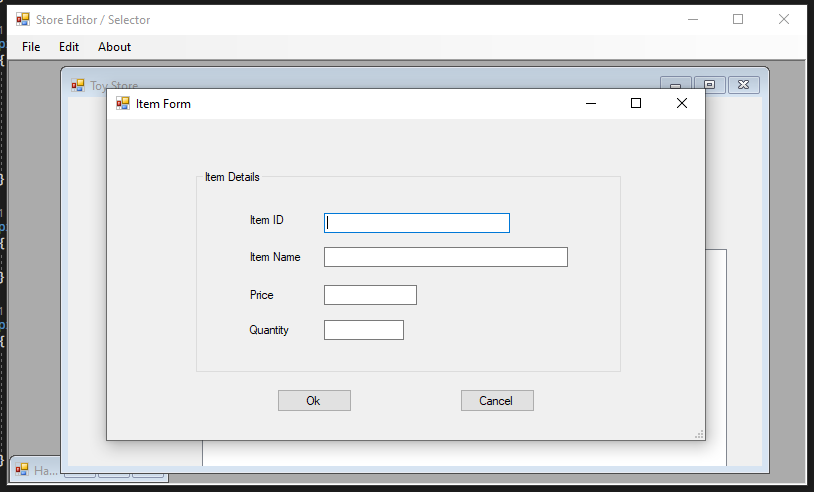 Store Editor / Selector
File Edit About
Toy Store
Item Form
Item Details
Item ID
Item Name
Price
Quantity
Ok Cancel
Ha...